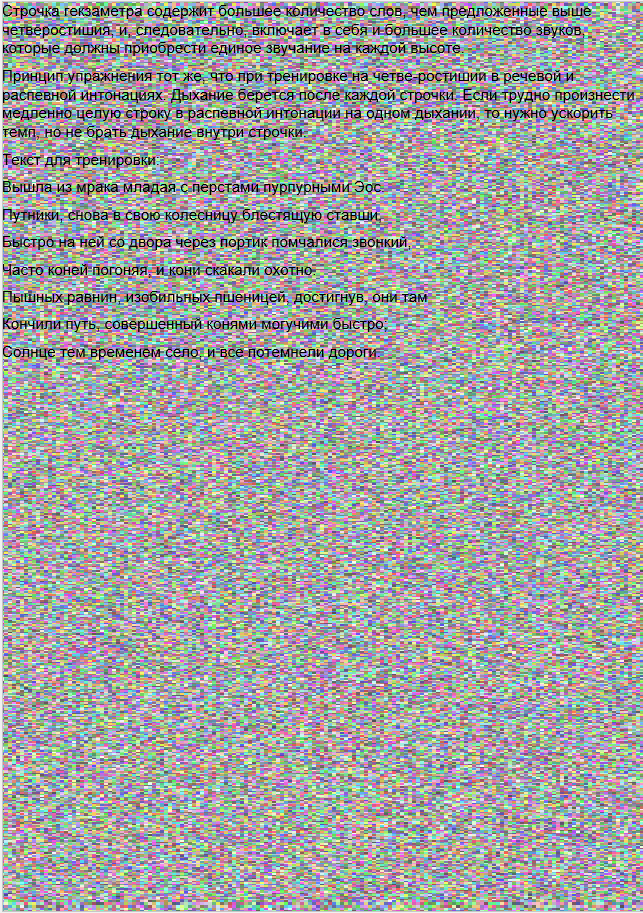 Строчка гекзаметра содержит большее количество слов, чем предложенные выше
четверостишия, и, следовательно, включает в себя и большее количество звуков,
которые должны приобрести единое звучание на каждой высоте.
Принцип упражнения тот же, что при тренировке на четве-ростишии в речевой и
распевной интонациях. Дыхание берется после каждой строчки. Если трудно произнести
медленно целую строку в распевной интонации на одном дыхании, то нужно ускорить
темп, но не брать дыхание внутри строчки.
Текст для тренировки:
Вышла из мрака младая с перстами пурпурными Эос.
Путники, снова в свою колесницу блестящую ставши,
Быстро на ней со двора через портик помчалися звонкий,
Часто коней погоняя, и кони скакали охотно.
Пышных равнин, изобильных пшеницей, достигнув, они там
Кончили путь, совершенный конями могучими быстро;
Солнце тем временем село, и все потемнели дороги.